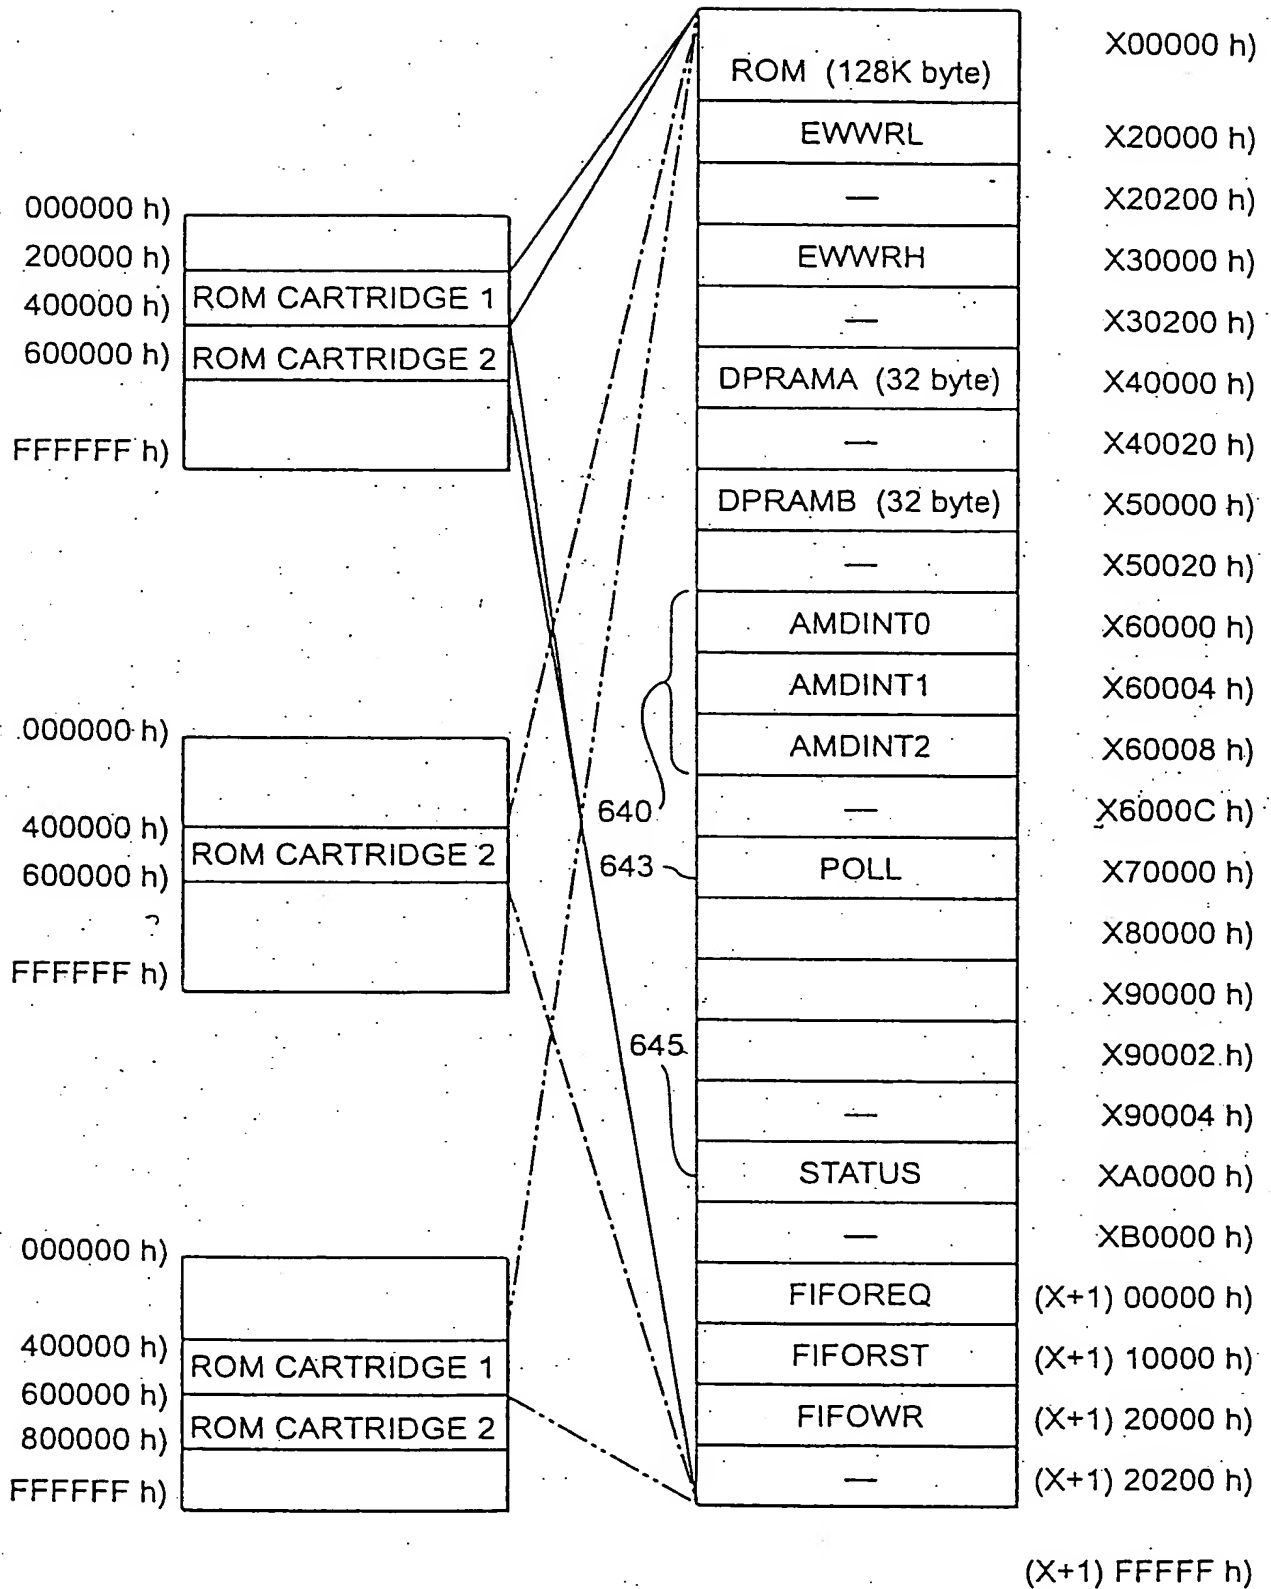 000000 h)
200000 h)
400000 h)
600000 h)
FFFFFF h)
ROM CARTRIDGE 1
ROM CARTRIDGE 2
000000 h)
400000 h)
600000 h)
FFFFFF h)
ROM CARTRIDGE 2
000000 h)
400000 h)
600000 h)
800000 h)
FFFFFF h)
ROM CARTRIDGE 1
ROM CARTRIDGE 2
640
643
645
ROM (128K byte) X00000 h)
EWWRL X20000 h)
— X20200 h)
EWWRH X30000 h)
— X30200 h)
DPRAMA (32 byte) X40000 h)
— X40020 h)
DPRAMB (32 byte) X50000 h)
— X50020 h)
AMDINT0 X60000 h)
AMDINT1 X60004 h)
AMDINT2 X60008 h)
— X6000C h)
POLL X70000 h)
X80000 h)
X90000 h)
X90002 h)
— X90004 h)
STATUS XA0000 h)
— XB0000 h)
FIFOREQ (X+1) 00000 h)
FIFORST (X+1) 10000 h)
FIFOWR (X+1) 20000 h)
— (X+1) 20200 h)
(X+1) FFFFF h)